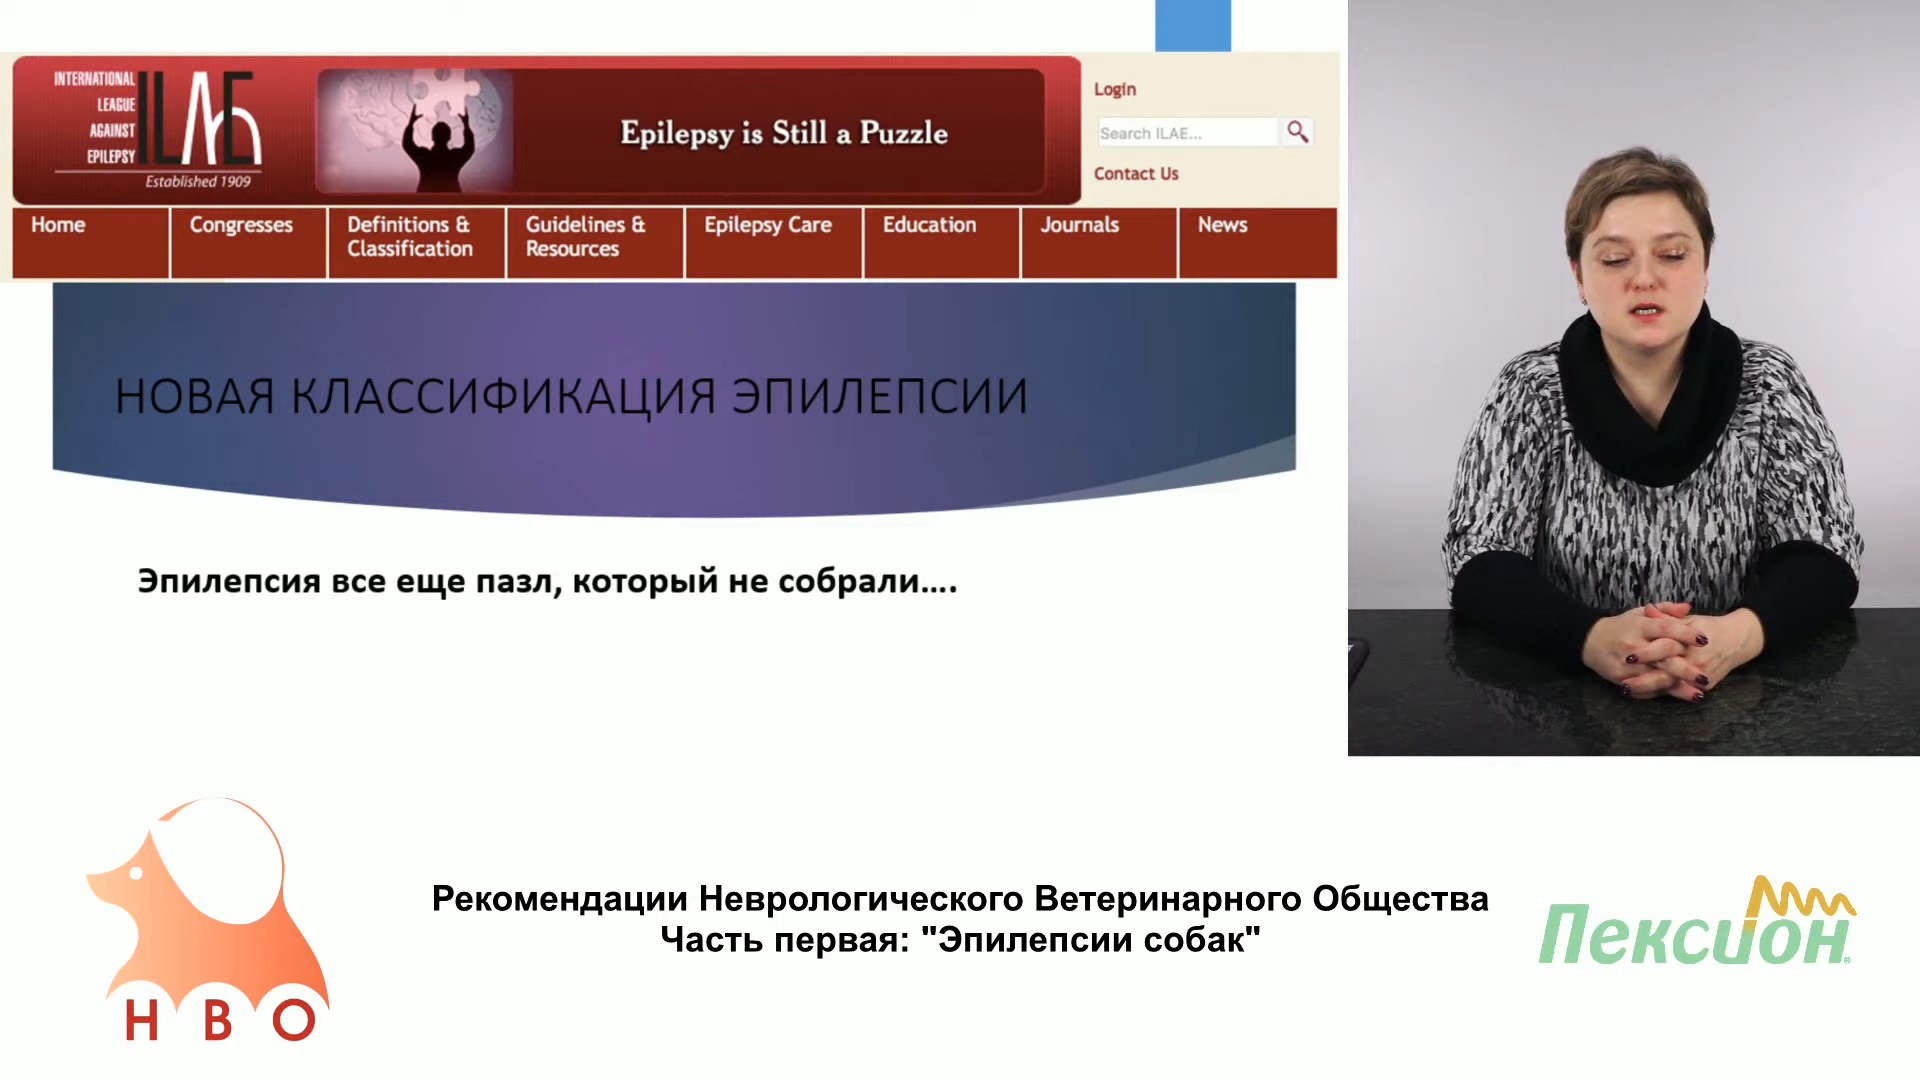 INTERNATIONAL
LEAGUE
AGAINST
EPILEPSY
ILAE
Established 1909
Epilepsy is Still a Puzzle
Login
Search ILAE...
Contact Us
Home
Congresses
Definitions &
Classification
Guidelines &
Resources
Epilepsy Care
Education
Journals
News
НОВАЯ КЛАССИФИКАЦИЯ ЭПИЛЕПСИИ
Эпилепсия все еще пазл, который не собрали....
Рекомендации Неврологического Ветеринарного Общества
Часть первая: "Эпилепсии собак"
НВО
Пексион®